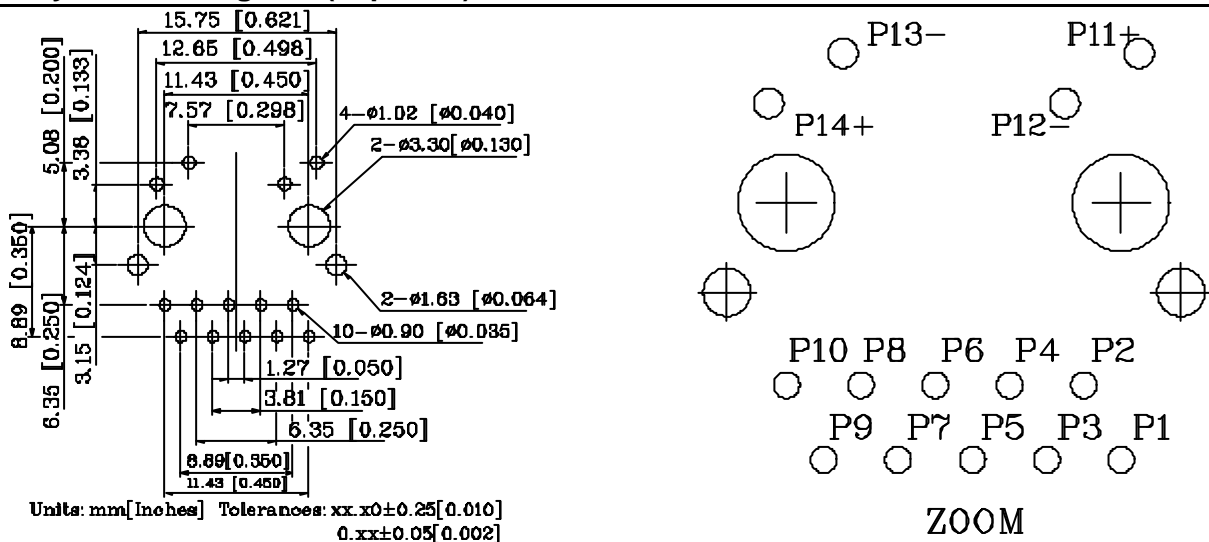 15.75 [0.621]
12.65 [0.498]
11.43 [0.450]
7.57 [0.298]
5.08 [0.200]
3.38 [0.133]
4-ø1.02 [ø0.040]
2-ø3.30[ø0.130]
8.89 [0.350]
6.35 [0.250]
3.15 [0.124]
2-ø1.63 [ø0.064]
10-ø0.90 [ø0.035]
1.27 [0.050]
3.81 [0.150]
6.35 [0.250]
8.89[0.350]
11.43 [0.450]
Units: mm[Inches] Tolerances: xx.x0±0.25[0.010]
0.xx±0.05[0.002]
P13- P11+
P14+ P12-
P10 P8 P6 P4 P2
P9 P7 P5 P3 P1
ZOOM